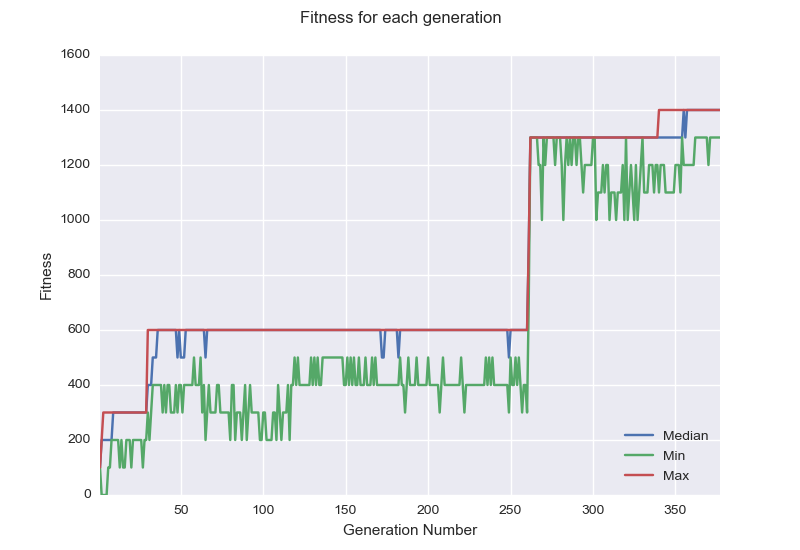 Fitness for each generation
1600
1400
1200
1000
800
600
400
200
0
Fitness
50 100 150 200 250 300 350
Generation Number
Median
Min
Max